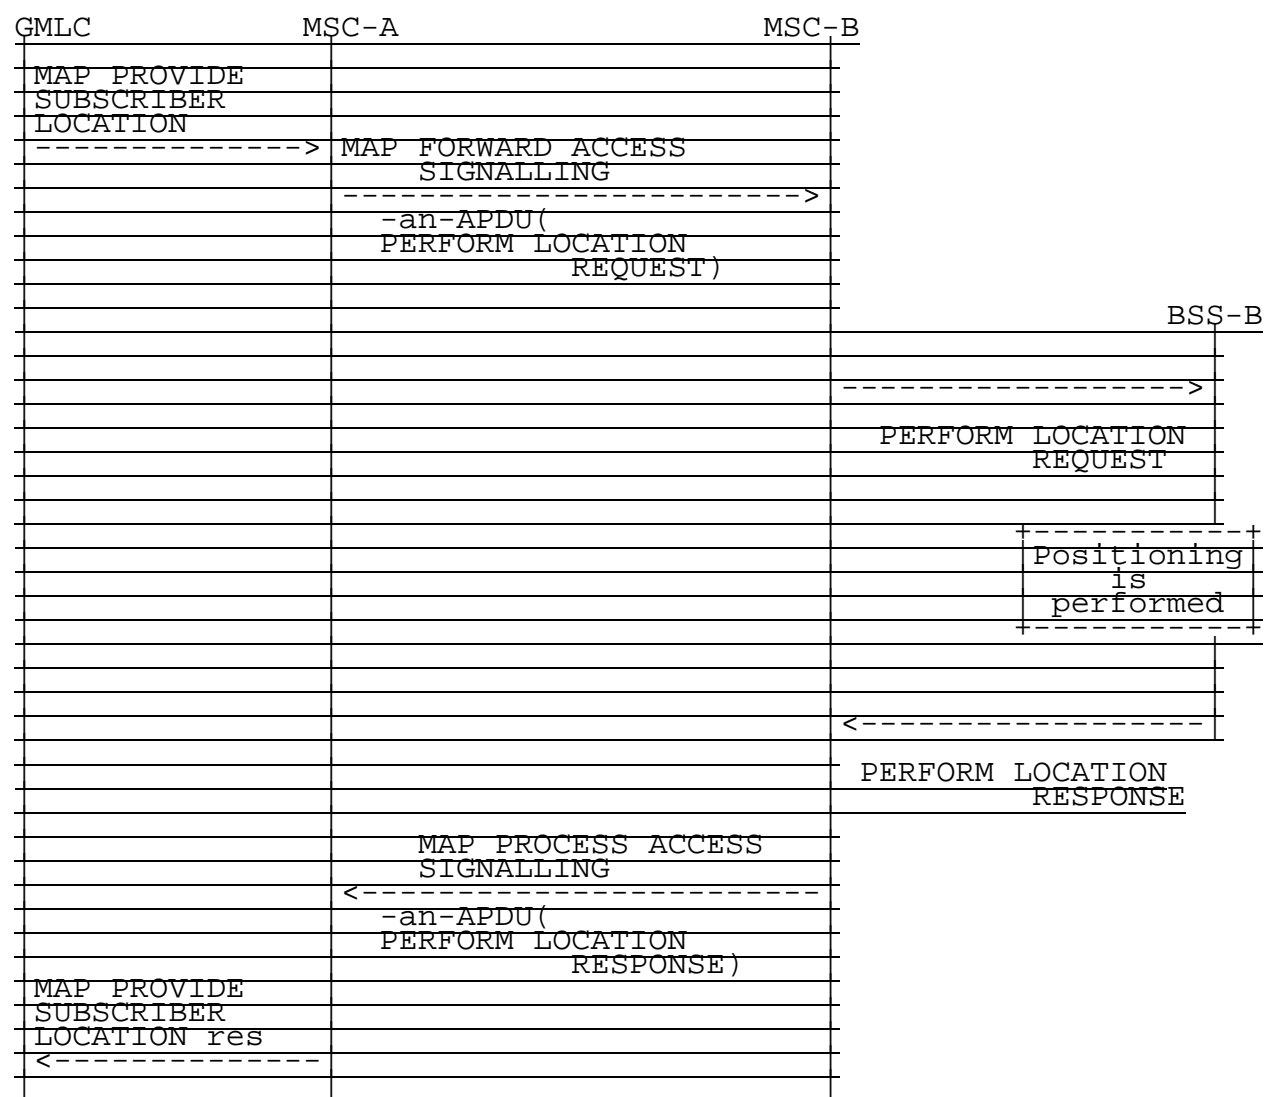 GMLC MSC-A MSC-B
MAP PROVIDE
SUBSCRIBER
LOCATION
MAP FORWARD ACCESS
SIGNALLING
-an-APDU(
PERFORM LOCATION
REQUEST)
BSS-B
PERFORM LOCATION
REQUEST
Positioning
is
performed
PERFORM LOCATION
RESPONSE
MAP PROCESS ACCESS
SIGNALLING
-an-APDU(
PERFORM LOCATION
RESPONSE)
MAP PROVIDE
SUBSCRIBER
LOCATION res